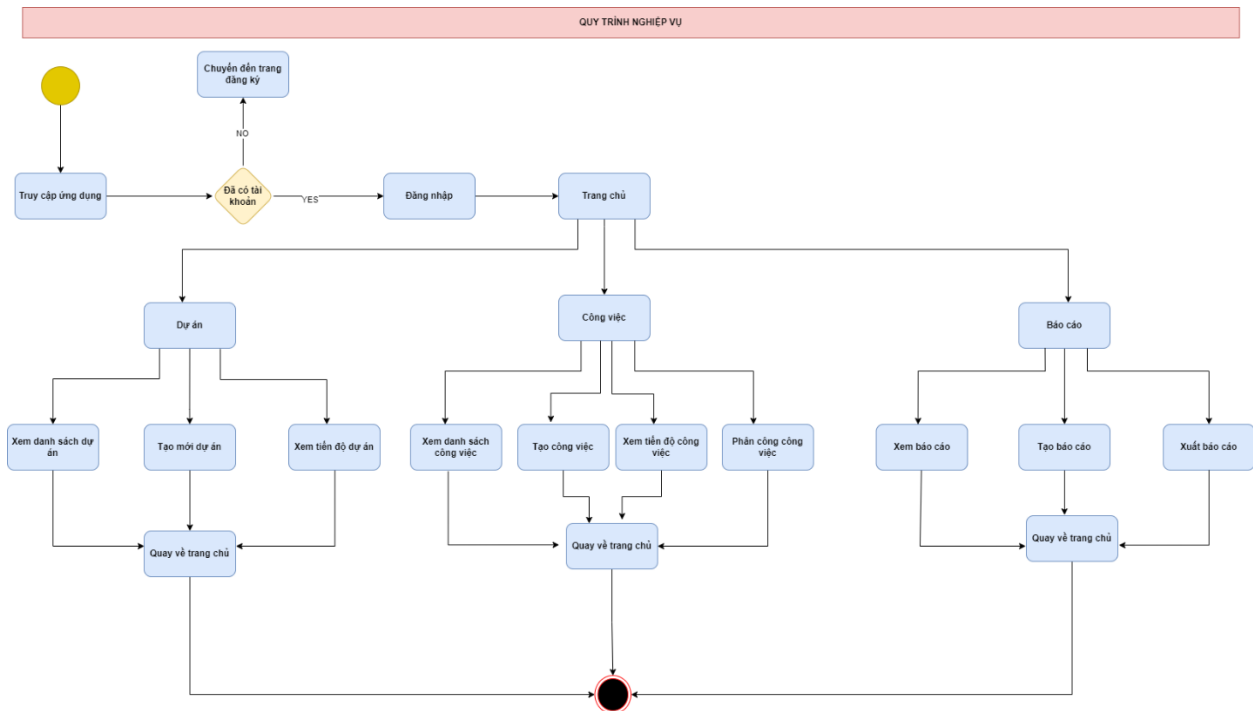 QUY TRÌNH NGHIỆP VỤ
Chuyển đến trang
đăng ký
NO
Truy cập ứng dụng
Đã có tài
khoản
YES
Đăng nhập
Trang chủ
Dự án
Công việc
Báo cáo
Xem danh sách dự
án
Tạo mới dự án
Xem tiến độ dự án
Xem danh sách
công việc
Tạo công việc
Xem tiến độ công
việc
Phân công công
việc
Xem báo cáo
Tạo báo cáo
Xuất báo cáo
Quay về trang chủ
Quay về trang chủ
Quay về trang chủ